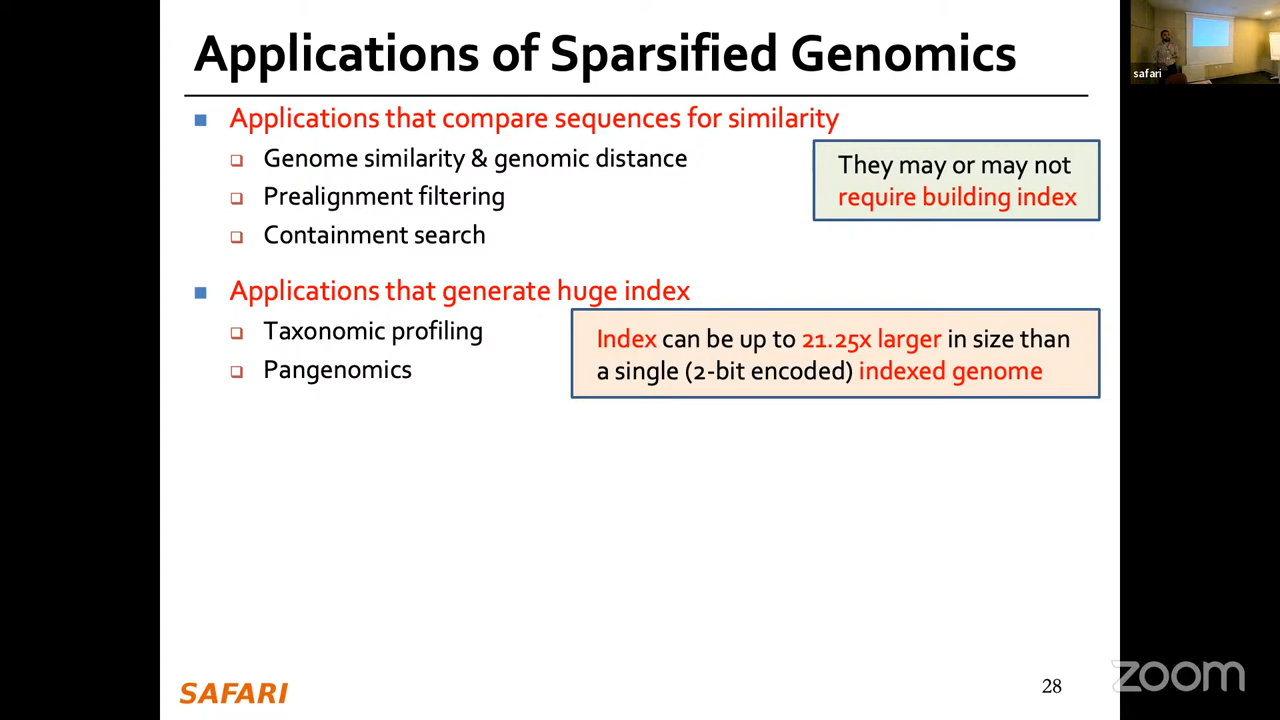 Applications of Sparsified Genomics
Applications that compare sequences for similarity
Genome similarity & genomic distance
Prealignment filtering
Containment search
They may or may not
require building index
Applications that generate huge index
Taxonomic profiling
Pangenomics
Index can be up to 21.25x larger in size than
a single (2-bit encoded) indexed genome
SAFARI
28
safari
zoom